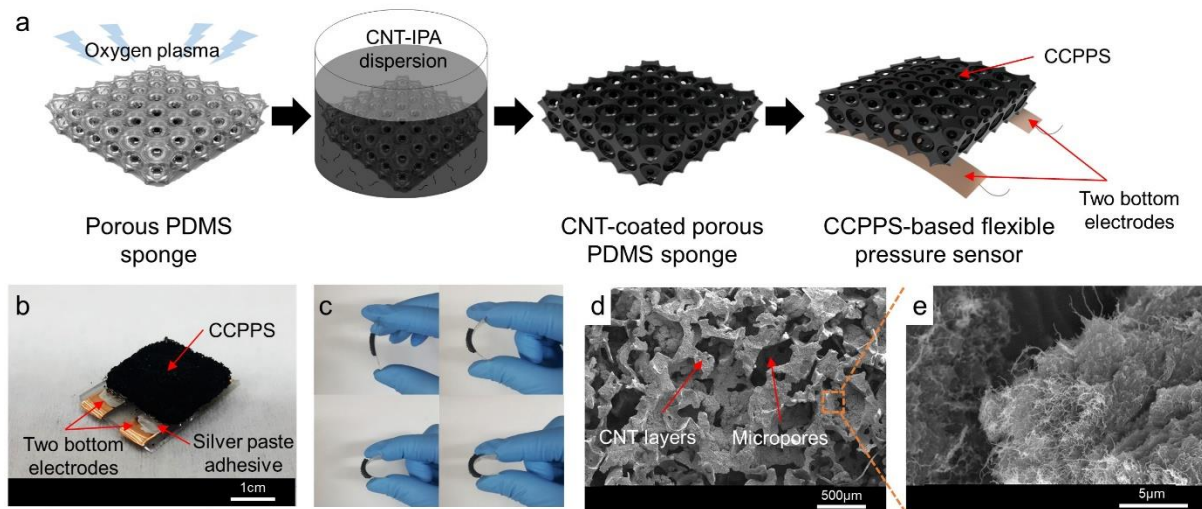 a
Oxygen plasma
CNT-IPA
dispersion
CCPPS
Two bottom
electrodes
Porous PDMS
sponge
CNT-coated porous
PDMS sponge
CCPPS-based flexible
pressure sensor
b
CCPPS
Two bottom
electrodes
Silver paste
adhesive
1cm
c
d
CNT layers
Micropores
500μm
e
5μm